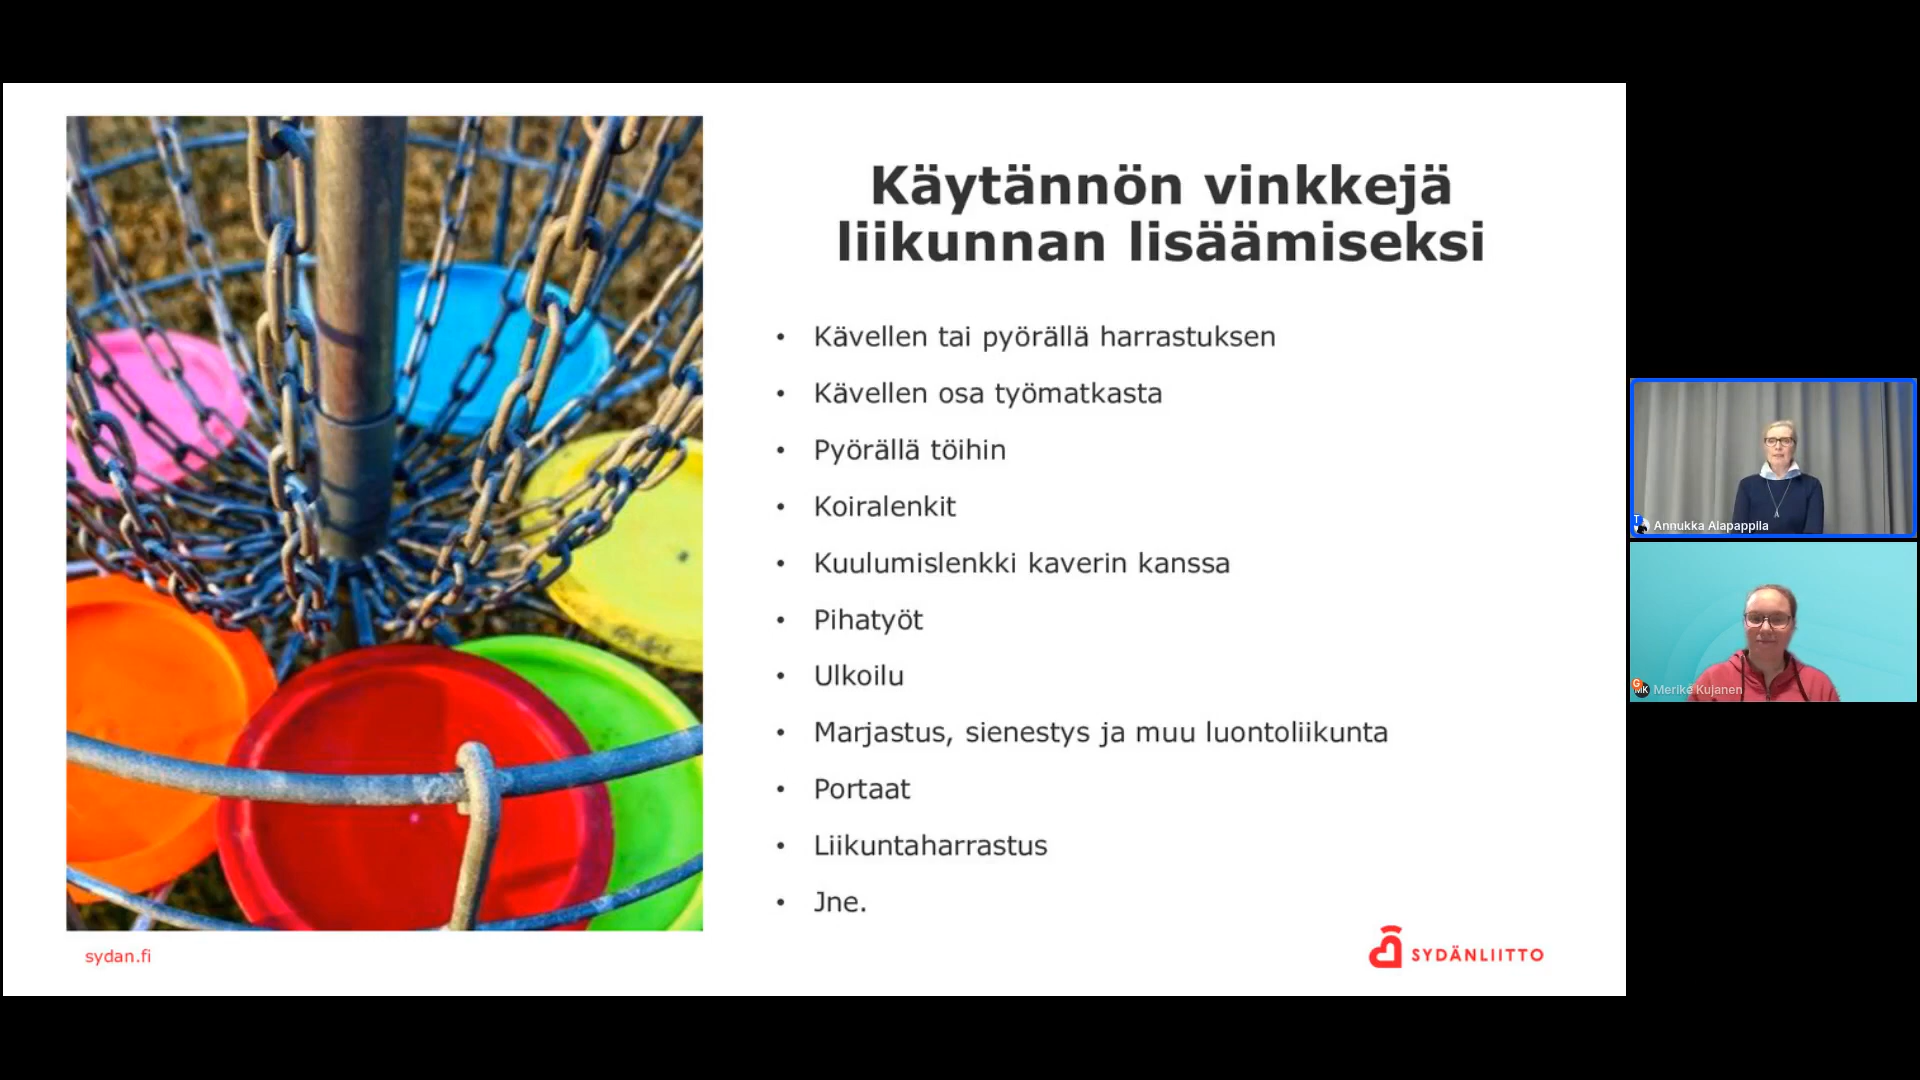 Käytännön vinkkejä
liikunnan lisäämiseksi
• Kävellen tai pyörällä harrastuksen
• Kävellen osa työmatkasta
• Pyörällä töihin
• Koiralenkit
• Kuulumislenkki kaverin kanssa
• Pihatyöt
• Ulkoilu
• Marjastus, sienestys ja muu luontoliikunta
• Portaat
• Liikuntaharrastus
• Jne.
sydan.fi
SYDÄNLIITTO
Annukka Alapappila
Merike Kujanen